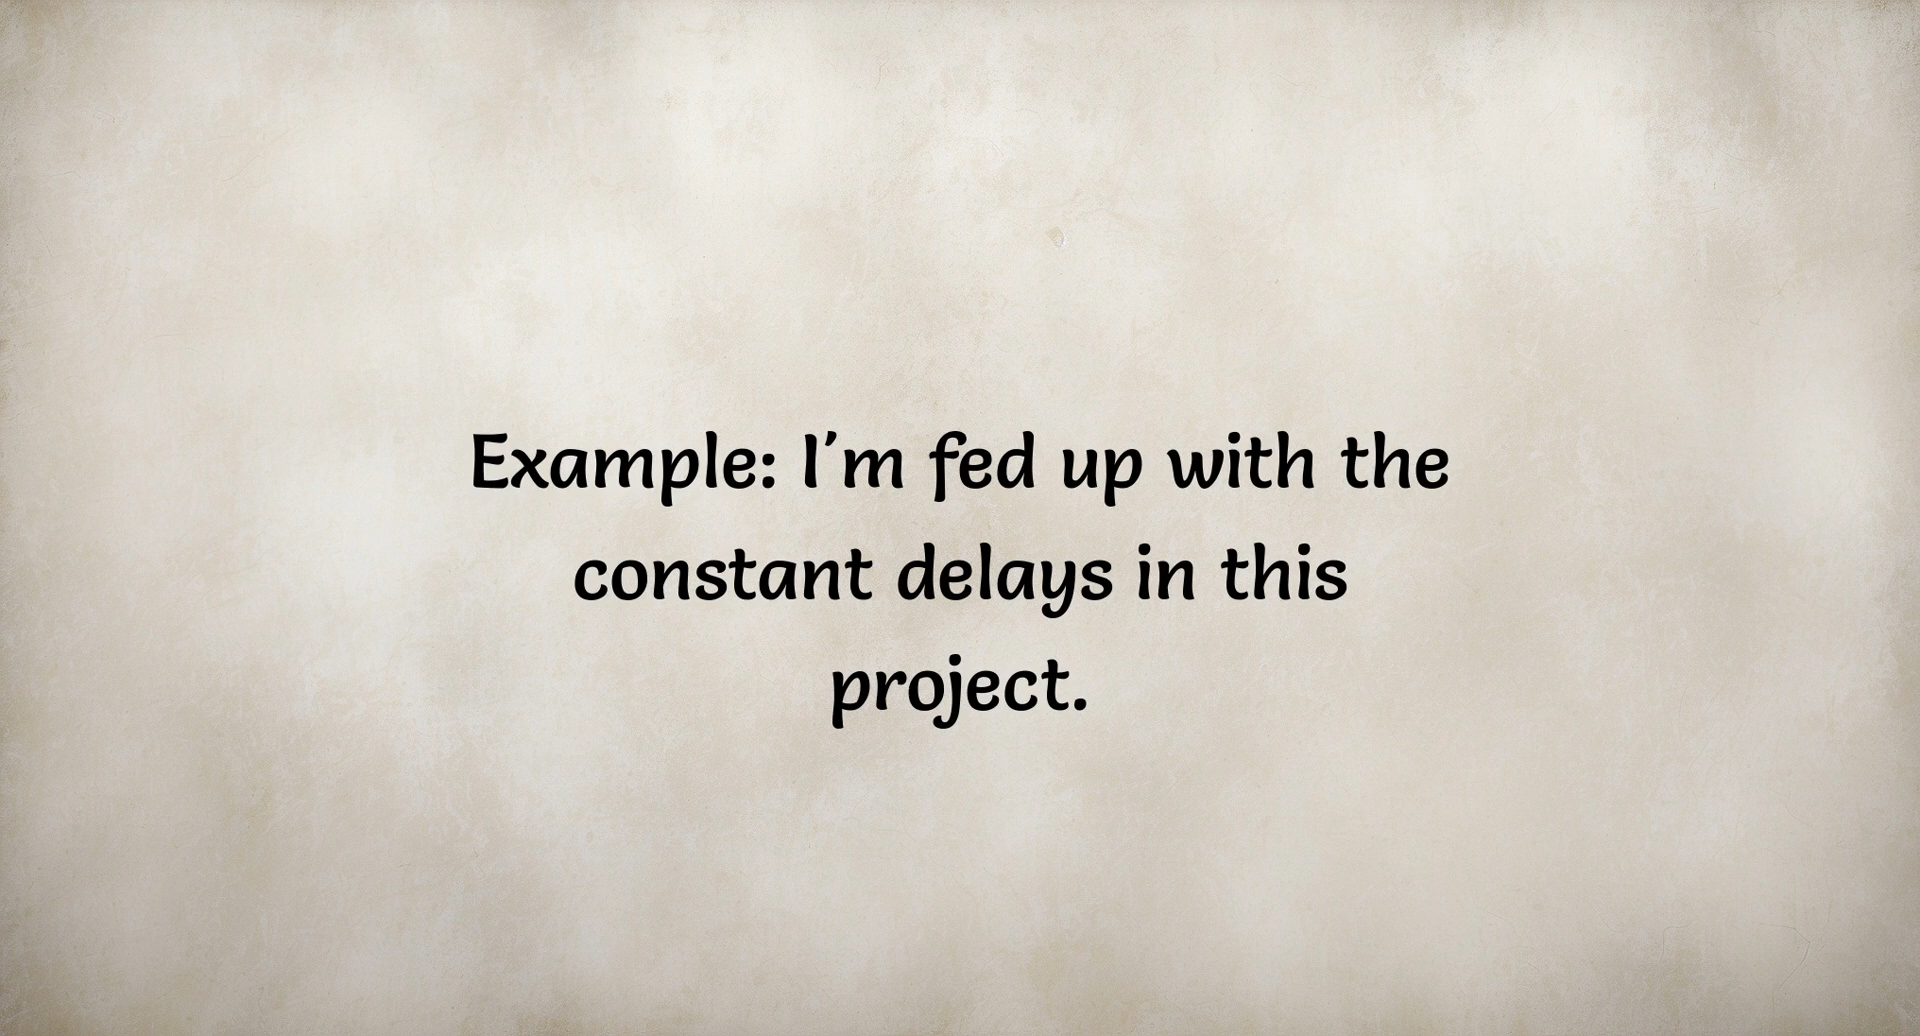 Example: I'm fed up with the
constant delays in this
project.